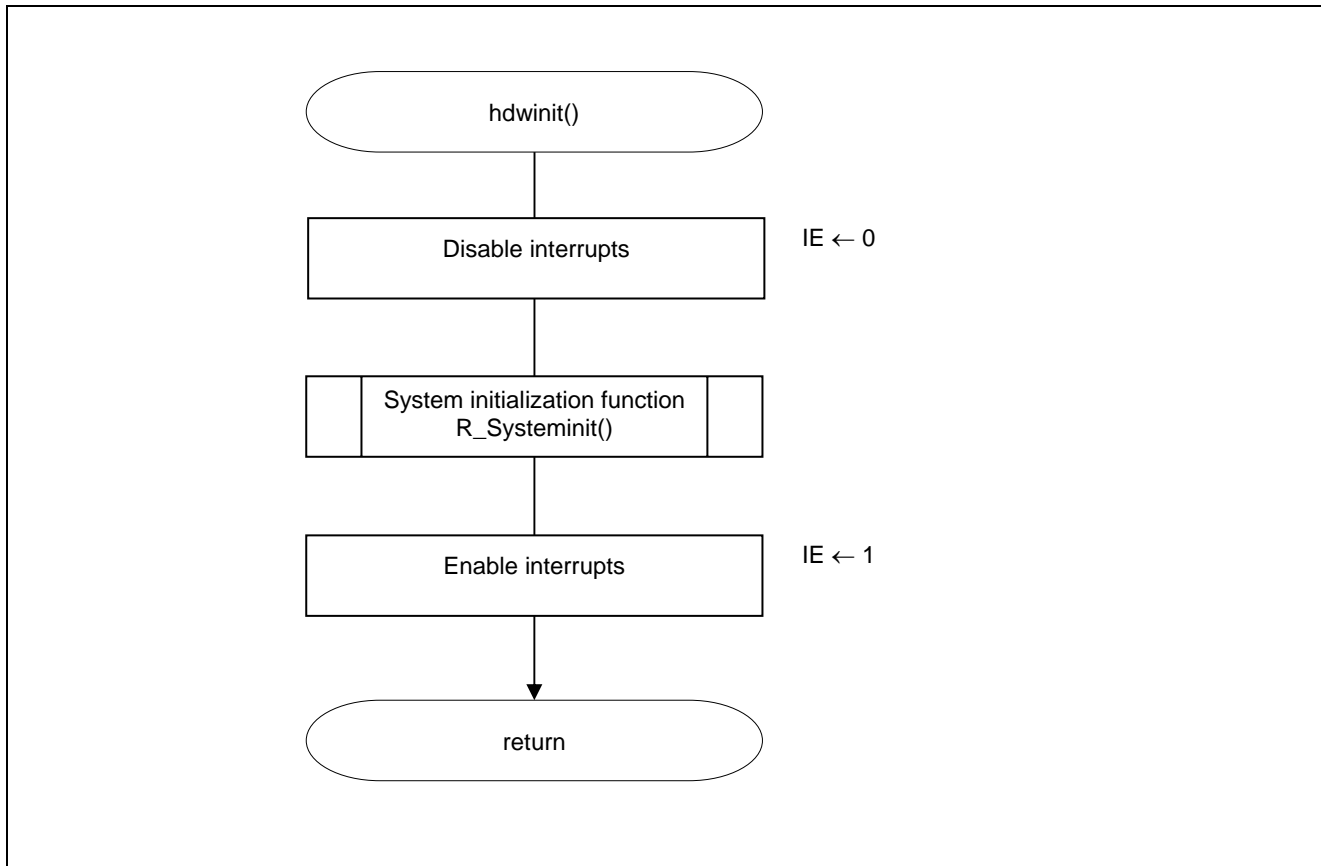 hdwinit()
Disable interrupts
IE ← 0
System initialization function
R_Systeminit()
Enable interrupts
IE ← 1
return